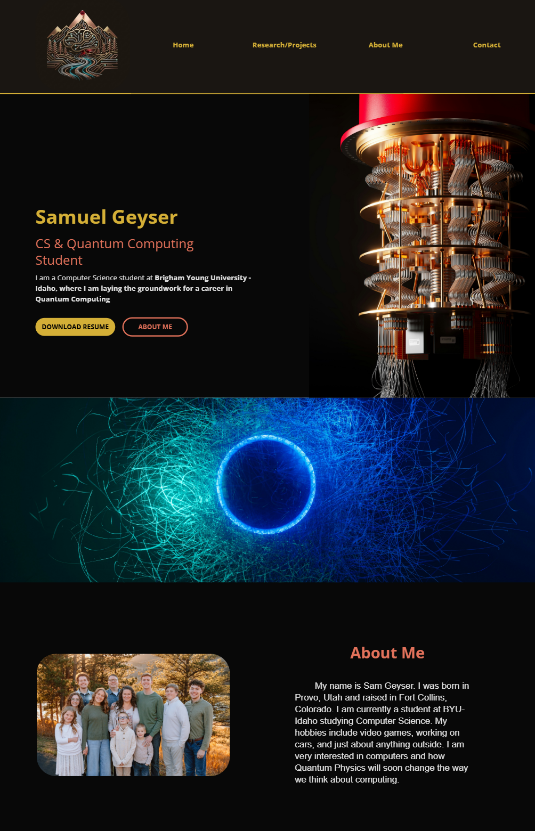 Home Research/Projects About Me Contact
Samuel Geyser
CS & Quantum Computing
Student
I am a Computer Science student at Brigham Young University -
Idaho, where I am laying the groundwork for a career in
Quantum Computing
DOWNLOAD RESUME ABOUT ME
About Me
My name is Sam Geyser. I was born in
Provo, Utah and raised in Fort Collins,
Colorado. I am currently a student at BYU-
Idaho studying Computer Science. My
hobbies include video games, working on
cars, and just about anything outside. I am
very interested in computers and how
Quantum Physics will soon change the way
we think about computing.